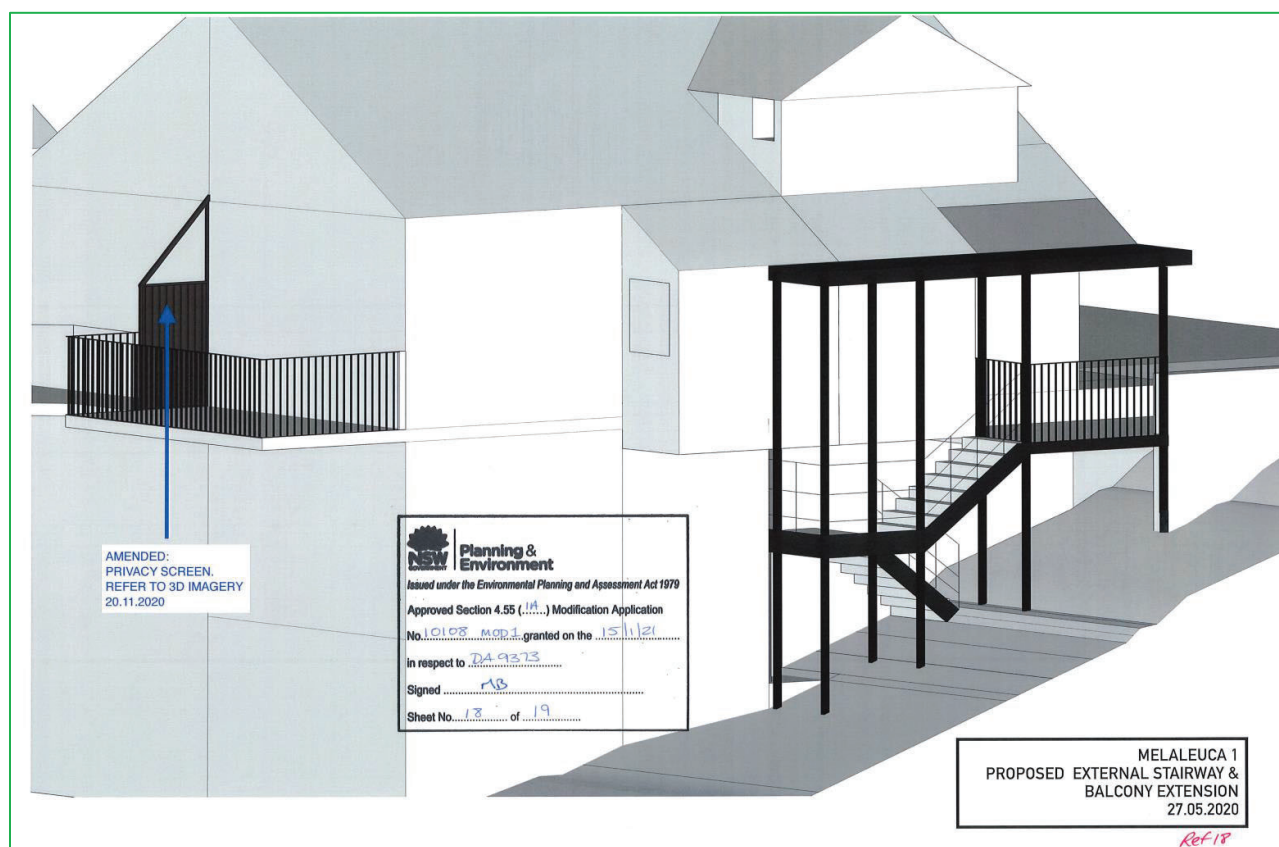 AMENDED:
PRIVACY SCREEN.
REFER TO 3D IMAGERY
20.11.2020
NSW
GOVERNMENT
Planning &
Environment
Issued under the Environmental Planning and Assessment Act 1979
Approved Section 4.55 (..1A...) Modification Application
No. 10108 MOD1 granted on the 15/1/21
in respect to DA 9373
Signed MB
Sheet No. 18 of 19
MELALEUCA 1
PROPOSED EXTERNAL STAIRWAY &
BALCONY EXTENSION
27.05.2020
Ref 18